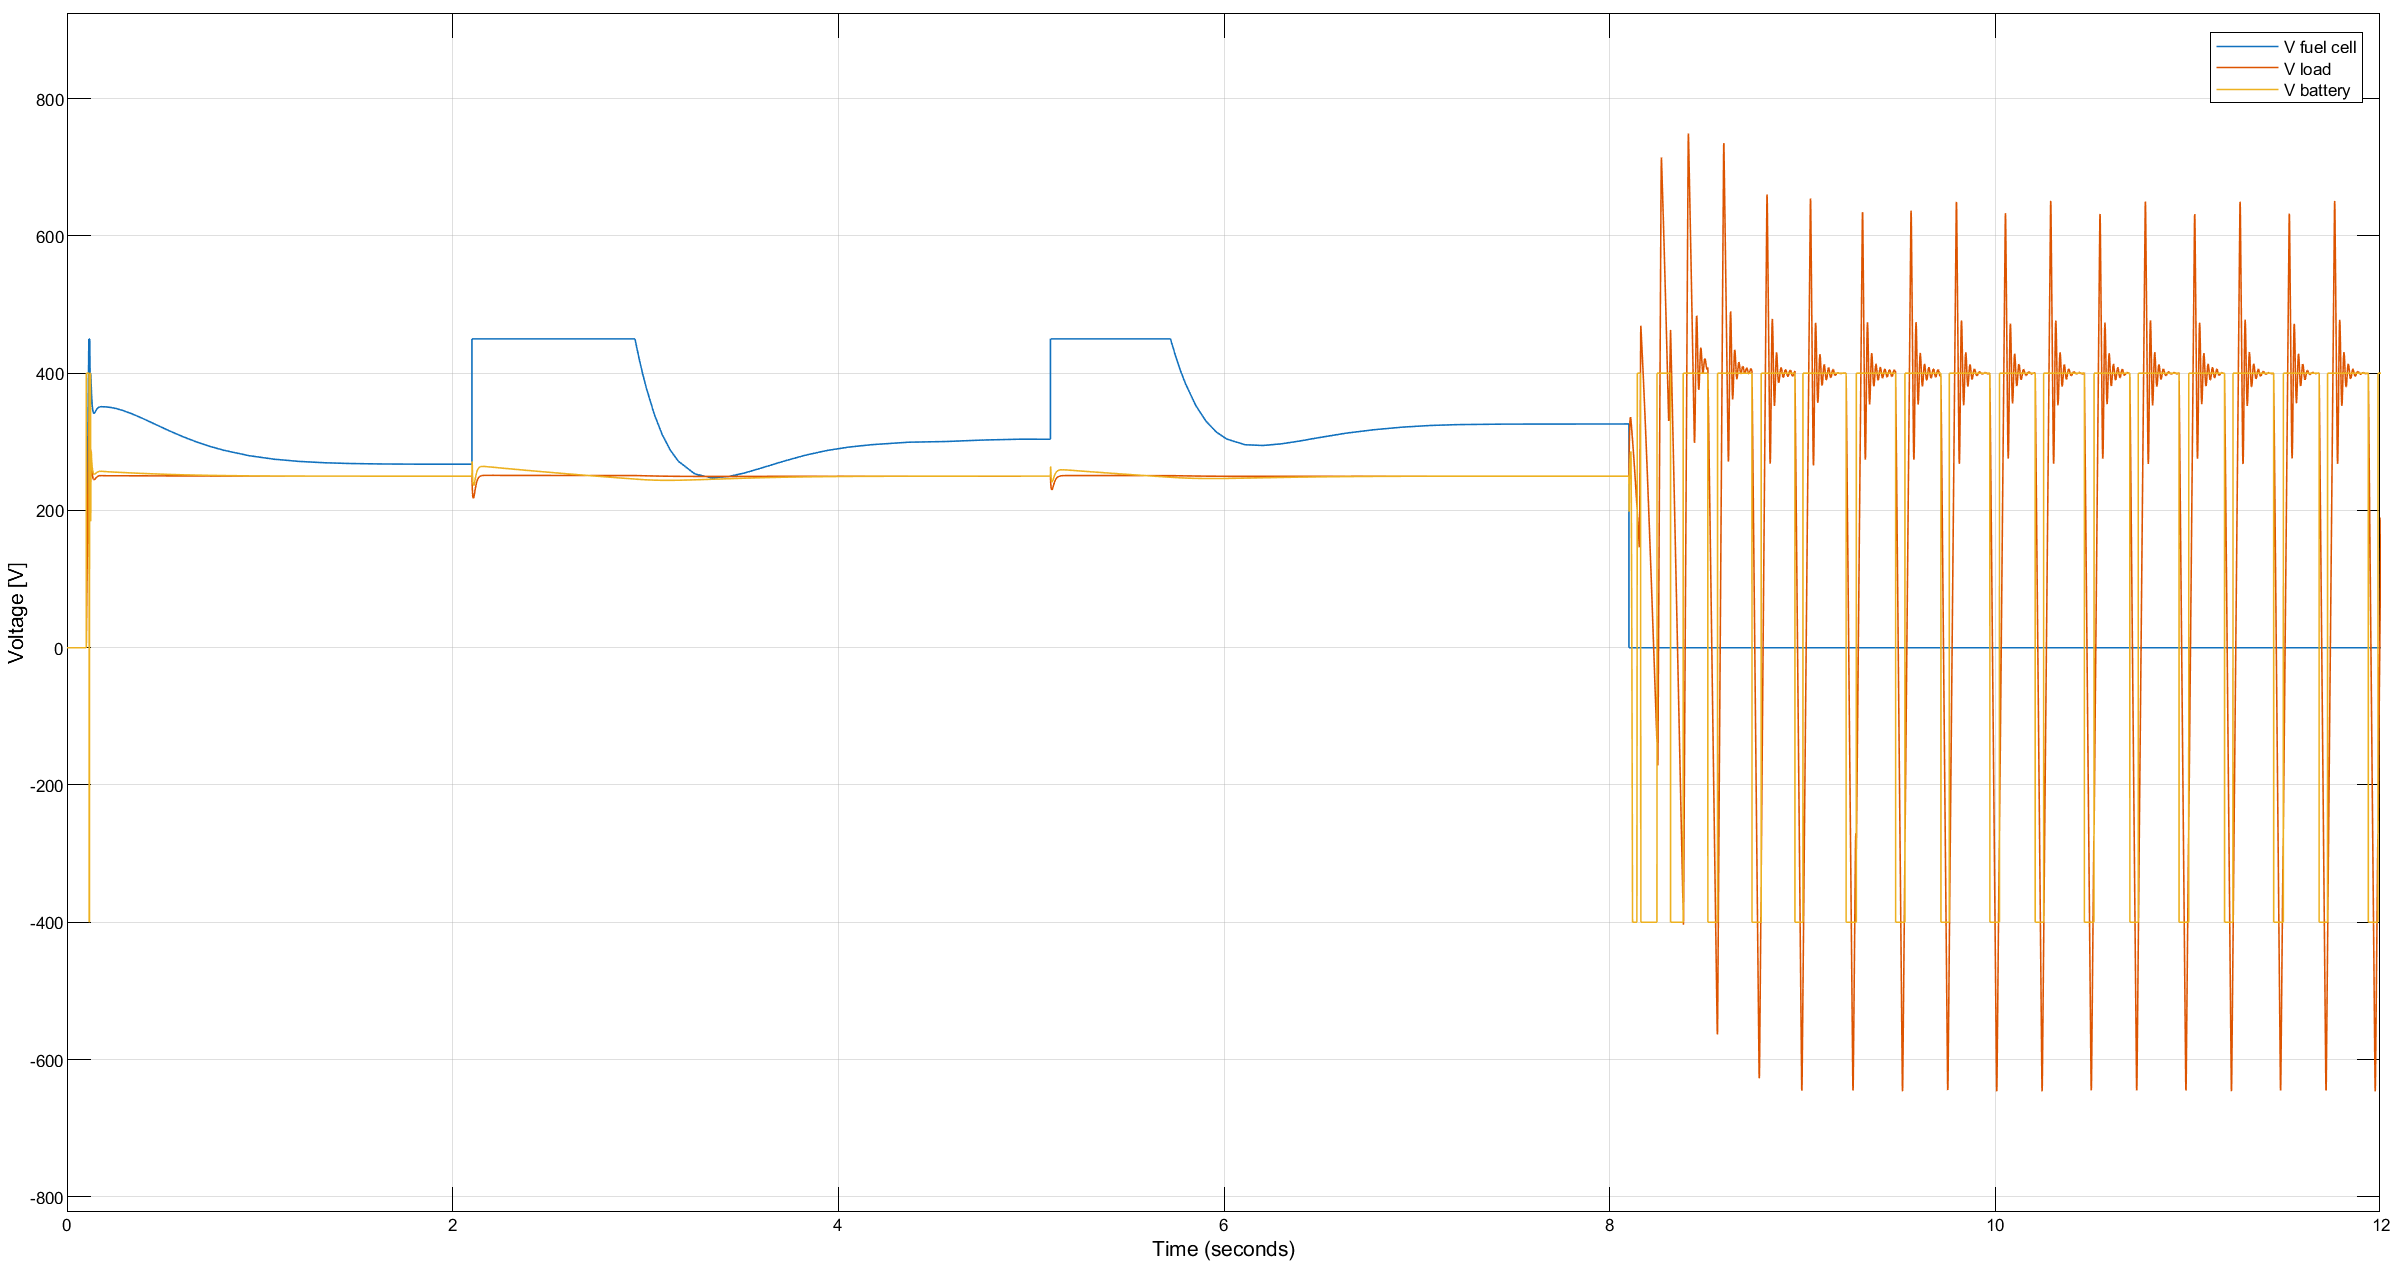 V fuel cell
V load
V battery
800
600
400
200
0
-200
-400
-600
-800
Voltage [V]
0 2 4 6 8 10 12
Time (seconds)